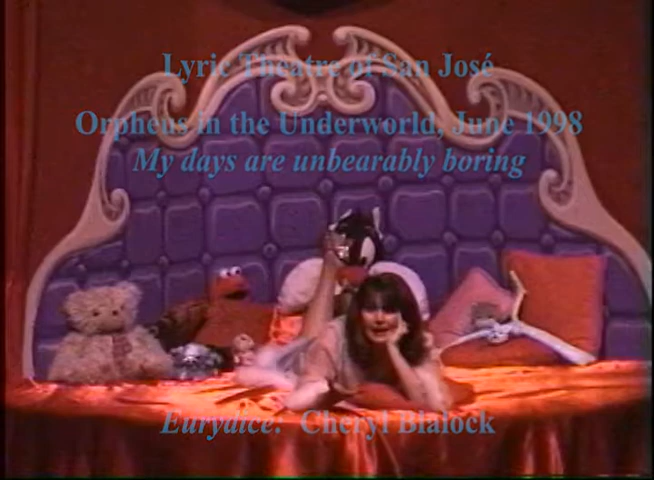 Lyric Theatre of San José
Orpheus in the Underworld, June 1998
My days are unbearably boring
Eurydice:  Cheryl Blalock